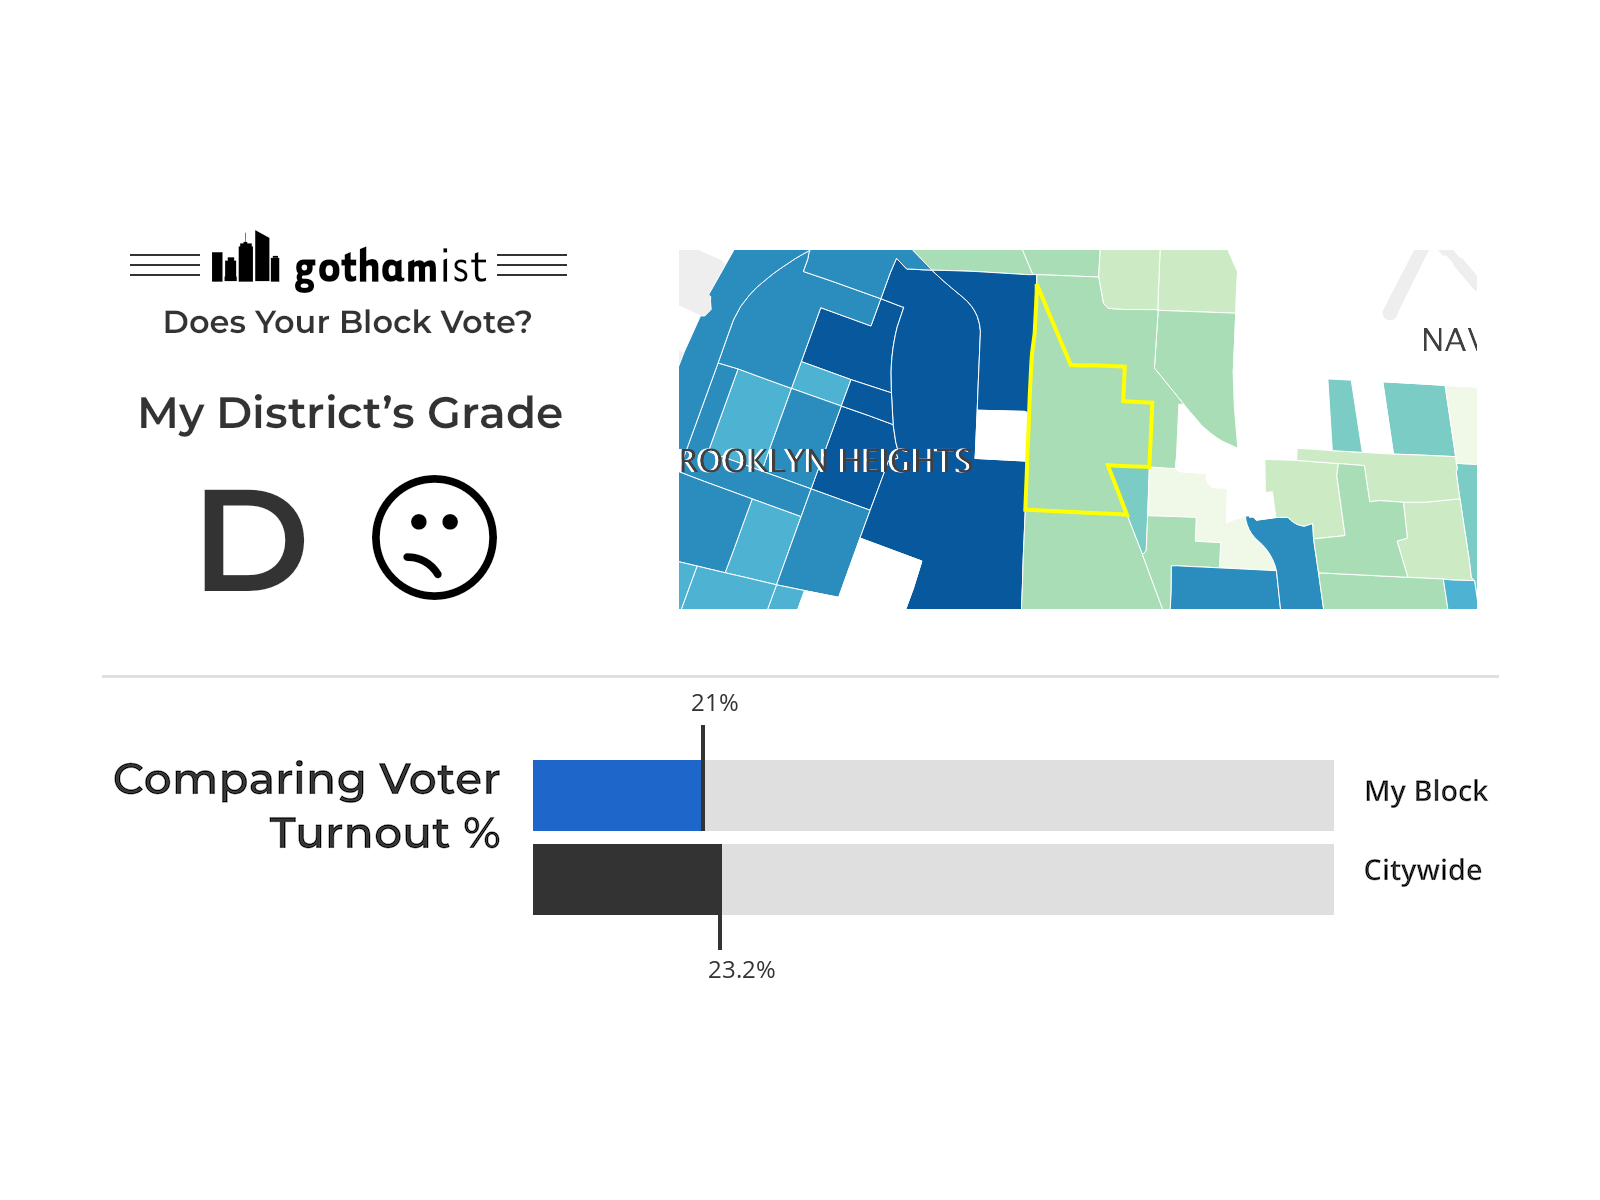 gothamist
Does Your Block Vote?
My District’s Grade
D
ROOKLYN HEIGHTS
NAV
21%
Comparing Voter
Turnout %
My Block
Citywide
23.2%